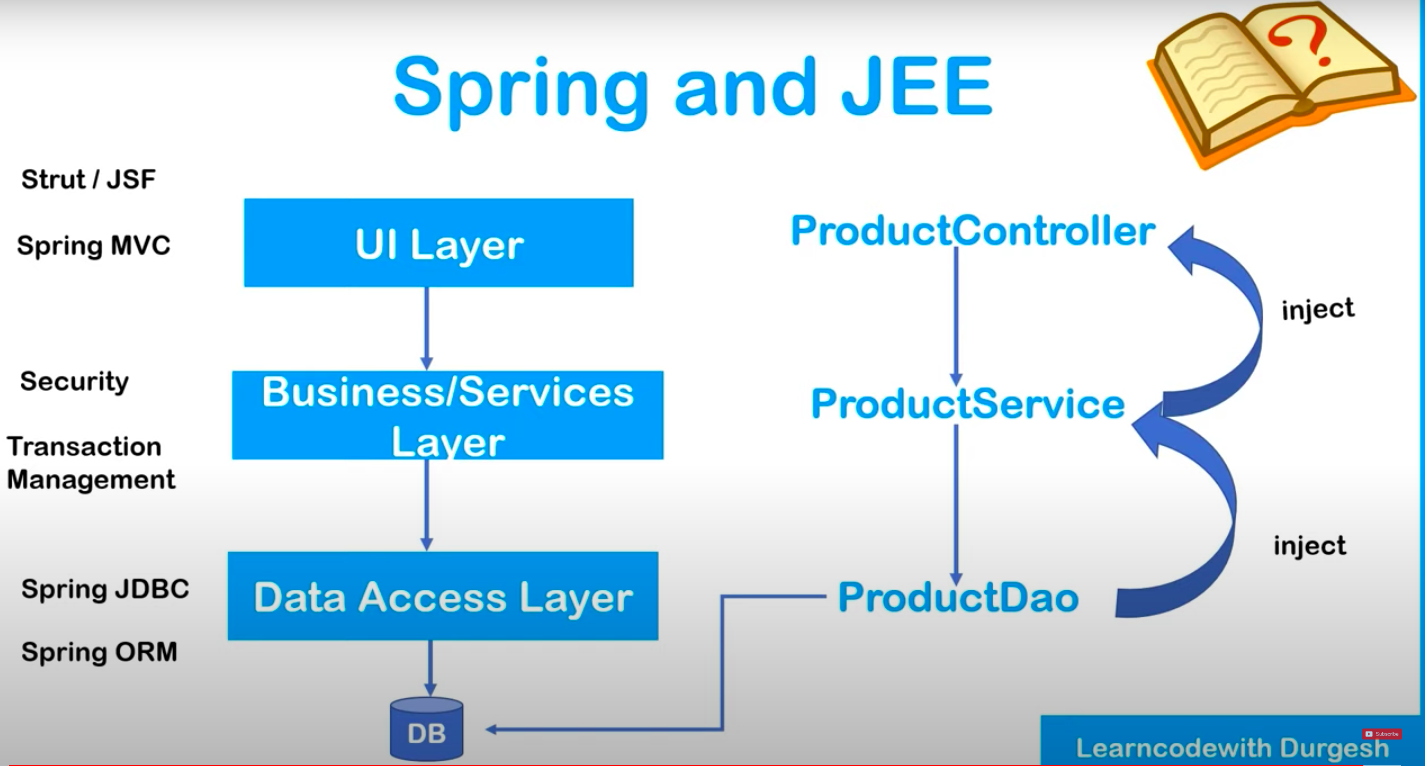 Spring and JEE
?
Strut / JSF
Spring MVC
UI Layer
ProductController
inject
Security
Transaction
Management
Business/Services
Layer
ProductService
inject
Spring JDBC
Spring ORM
Data Access Layer
ProductDao
DB
Subscribe
Learncodewith Durgesh